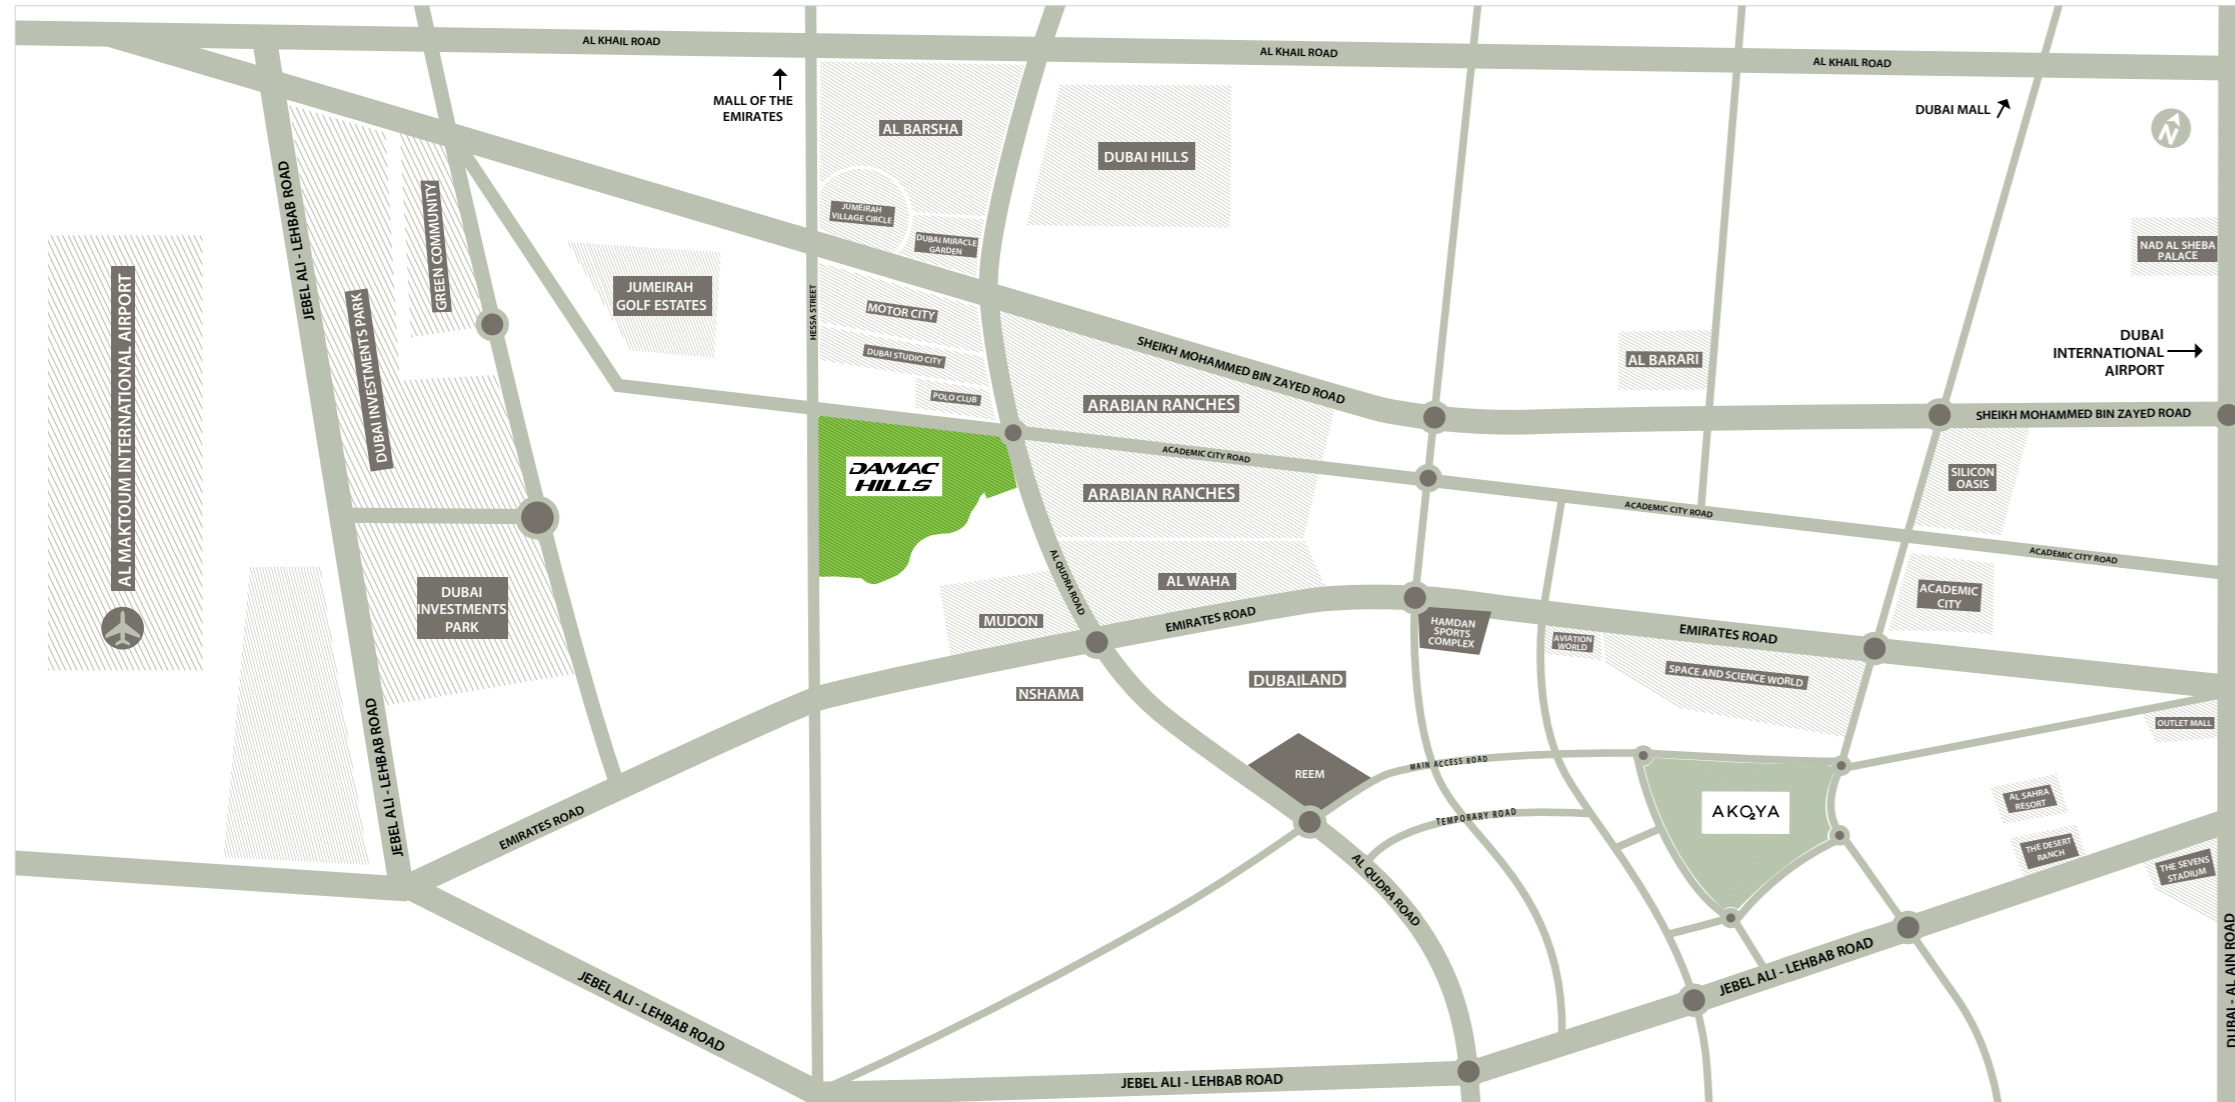 AL KHAIL ROAD
AL KHAIL ROAD
AL KHAIL ROAD
MALL OF THE
EMIRATES
DUBAI MALL
N
AL BARSHA
DUBAI HILLS
JEBEL ALI - LEHBAB ROAD
GREEN COMMUNITY
JUMEIRAH
VILLAGE CIRCLE
DUBAI MIRACLE
GARDEN
NAD AL SHEBA
PALACE
AL MAKTOUM INTERNATIONAL AIRPORT
DUBAI INVESTMENTS PARK
JUMEIRAH
GOLF ESTATES
HESSA STREET
MOTOR CITY
DUBAI STUDIO CITY
POLO CLUB
SHEIKH MOHAMMED BIN ZAYED ROAD
AL BARARI
DUBAI
INTERNATIONAL
AIRPORT
ARABIAN RANCHES
SHEIKH MOHAMMED BIN ZAYED ROAD
ACADEMIC CITY ROAD
DAMAC
HILLS
ARABIAN RANCHES
SILICON
OASIS
ACADEMIC CITY ROAD
ACADEMIC CITY ROAD
AL QUDRA ROAD
AL WAHA
DUBAI
INVESTMENTS
PARK
ACADEMIC
CITY
MUDON
EMIRATES ROAD
HAMDAN
SPORTS
COMPLEX
AVIATION
WORLD
EMIRATES ROAD
SPACE AND SCIENCE WORLD
NSHAMA
DUBAILAND
OUTLET MALL
JEBEL ALI - LEHBAB ROAD
REEM
MAIN ACCESS ROAD
TEMPORARY ROAD
AKO2YA
AL SAHRA
RESORT
EMIRATES ROAD
THE DESERT
RANCH
THE SEVENS
STADIUM
AL QUDRA ROAD
JEBEL ALI - LEHBAB ROAD
JEBEL ALI - LEHBAB ROAD
JEBEL ALI - LEHBAB ROAD
DUBAI - AL AIN ROAD